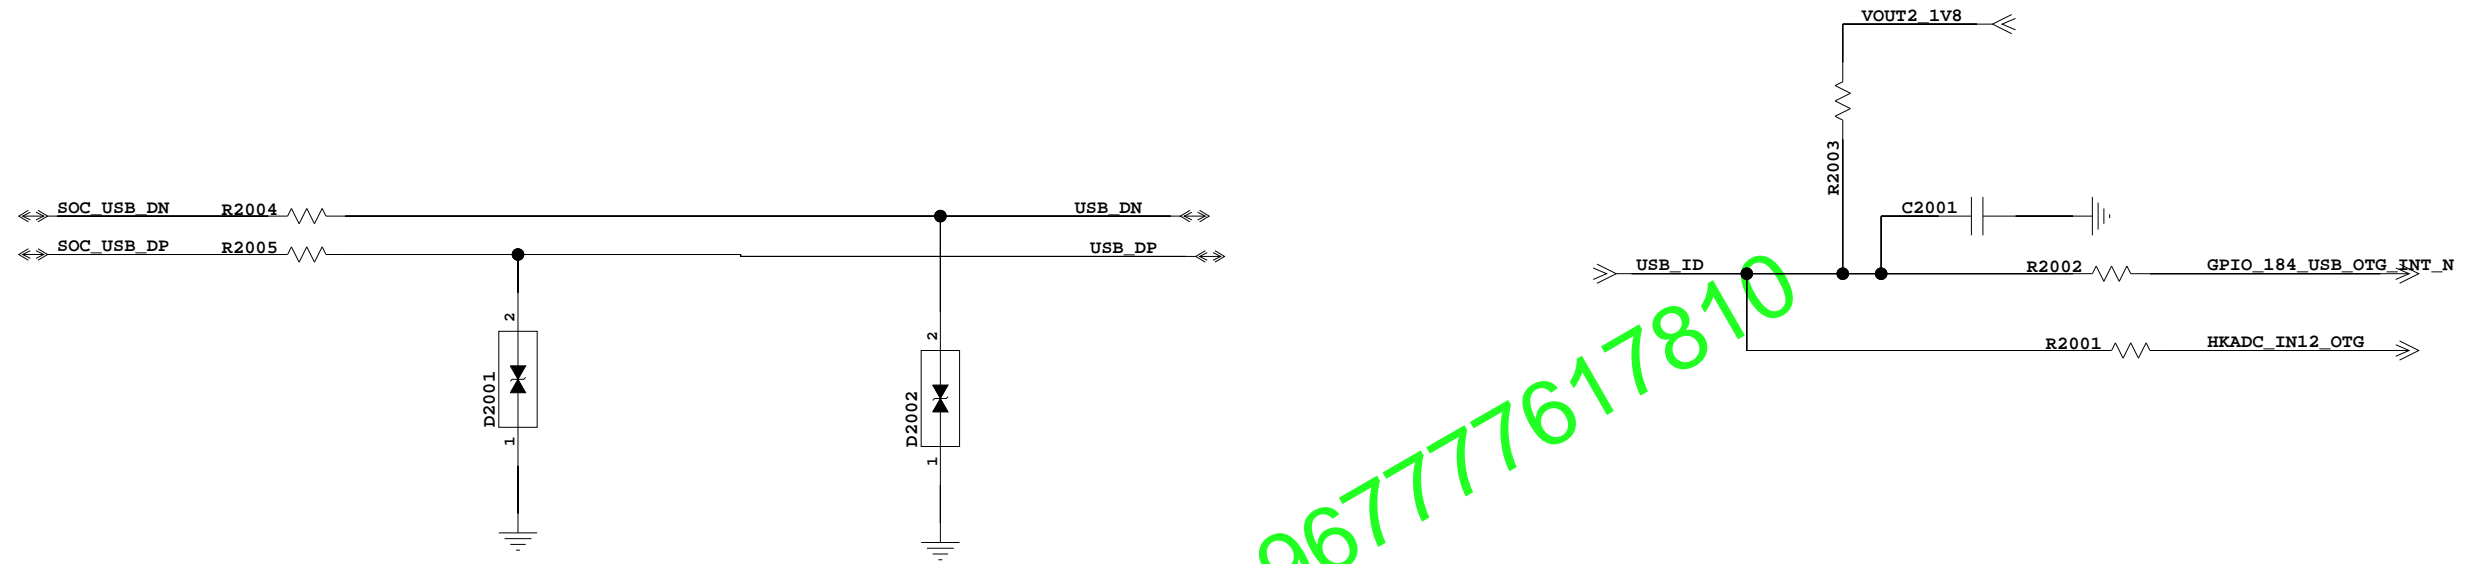 VOUT2_1V8
R2003
SOC_USB_DN
R2004
USB_DN
SOC_USB_DP
R2005
USB_DP
C2001
USB_ID
R2002
GPIO_184_USB_OTG_INT_N
R2001
HKADC_IN12_OTG
2
D2001
1
2
D2002
1
67777617810